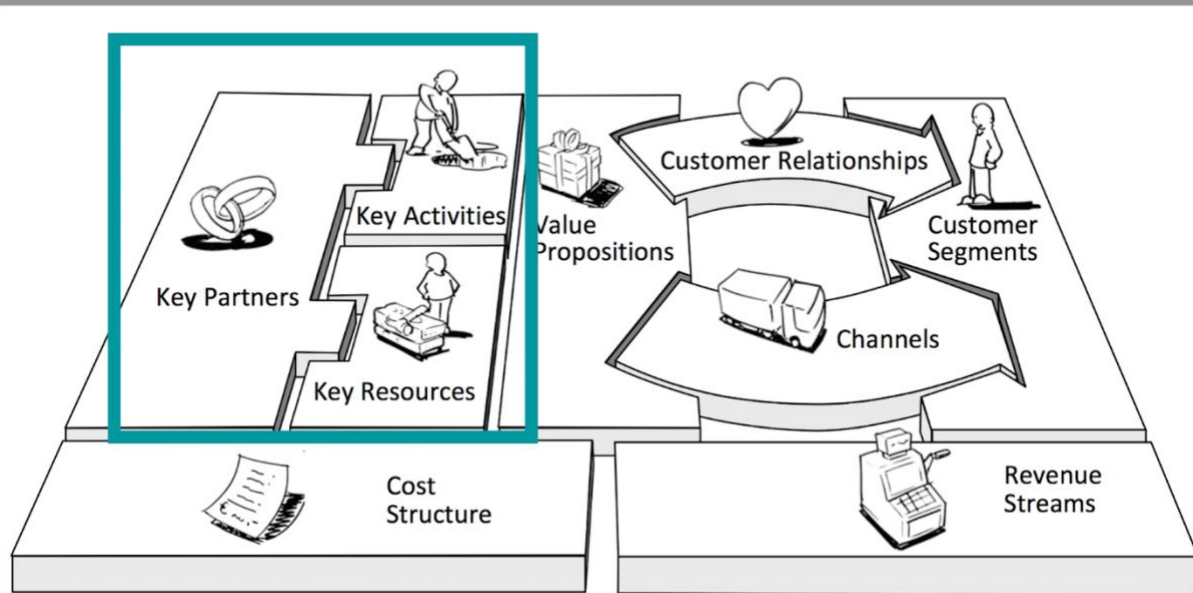 Key Partners
Key Activities
Key Resources
Value
Propositions
Customer Relationships
Channels
Customer
Segments
Cost
Structure
Revenue
Streams